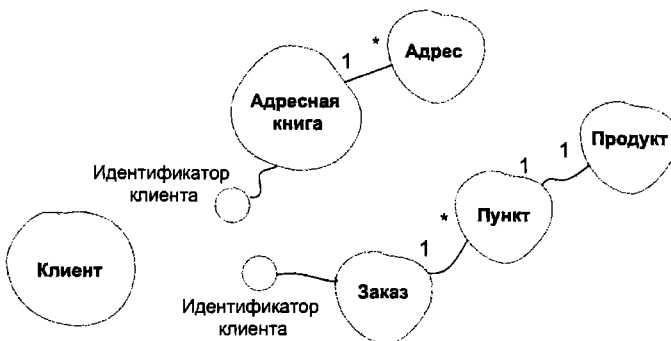 1
*
Адрес
Адресная
книга
Идентификатор
клиента
Продукт
1
1
Пункт
*
1
Клиент
Заказ
Идентификатор
клиента